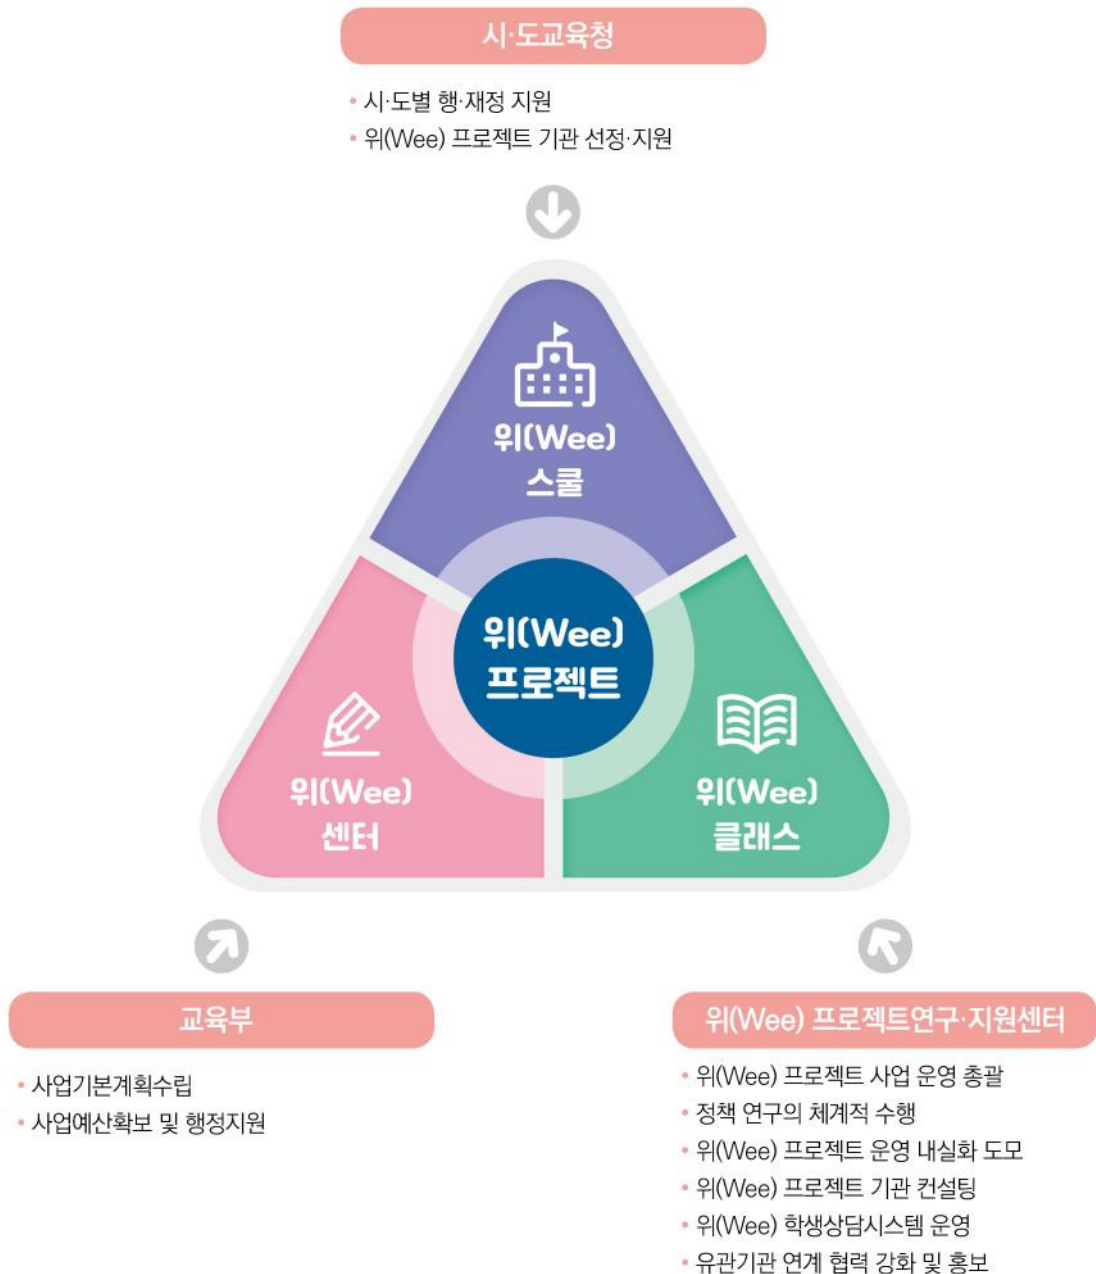 시·도교육청
• 시·도별 행·재정 지원
• 위(Wee) 프로젝트 기관 선정·지원
위(Wee)
스쿨
위(Wee)
프로젝트
위(Wee)
센터
위(Wee)
클래스
교육부
• 사업기본계획수립
• 사업예산확보 및 행정지원
위(Wee) 프로젝트연구·지원센터
• 위(Wee) 프로젝트 사업 운영 총괄
• 정책 연구의 체계적 수행
• 위(Wee) 프로젝트 운영 내실화 도모
• 위(Wee) 프로젝트 기관 컨설팅
• 위(Wee) 학생상담시스템 운영
• 유관기관 연계 협력 강화 및 홍보